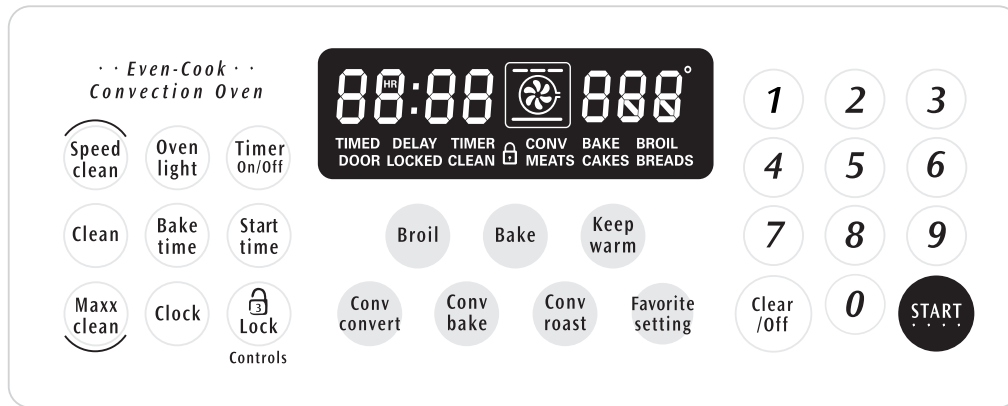 · · Even-Cook · ·
Convection Oven
Speed
clean
Oven
light
Timer
On/Off
Clean
Bake
time
Start
time
Maxx
clean
Clock
3
Lock
Controls
88:88 888°
HR
TIMED DELAY TIMER CONV BAKE BROIL
DOOR LOCKED CLEAN MEATS CAKES BREADS
Broil
Bake
Keep
warm
Conv
convert
Conv
bake
Conv
roast
Favorite
setting
1 2 3
4 5 6
7 8 9
Clear
/Off
0
START